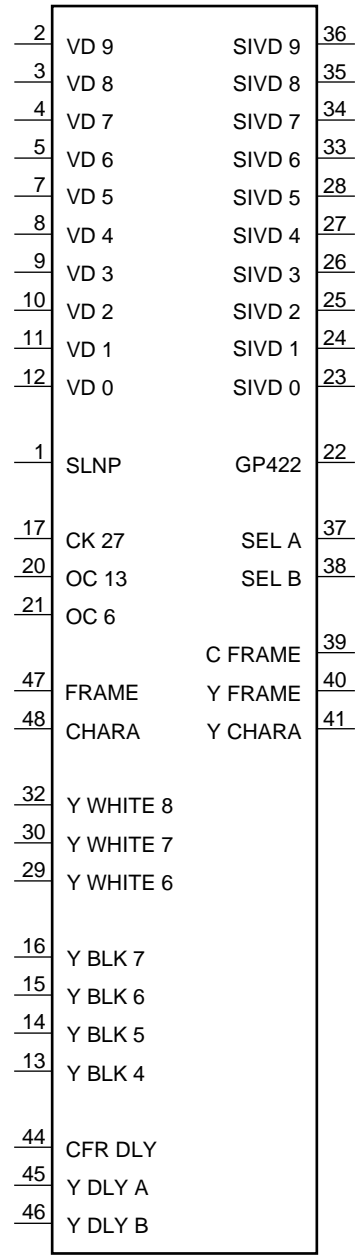 2 VD 9 SIVD 9 36
3 VD 8 SIVD 8 35
4 VD 7 SIVD 7 34
5 VD 6 SIVD 6 33
7 VD 5 SIVD 5 28
8 VD 4 SIVD 4 27
9 VD 3 SIVD 3 26
10 VD 2 SIVD 2 25
11 VD 1 SIVD 1 24
12 VD 0 SIVD 0 23
1 SLNP GP422 22
17 CK 27 SEL A 37
20 OC 13 SEL B 38
21 OC 6
C FRAME 39
47 FRAME Y FRAME 40
48 CHARA Y CHARA 41
32 Y WHITE 8
30 Y WHITE 7
29 Y WHITE 6
16 Y BLK 7
15 Y BLK 6
14 Y BLK 5
13 Y BLK 4
44 CFR DLY
45 Y DLY A
46 Y DLY B